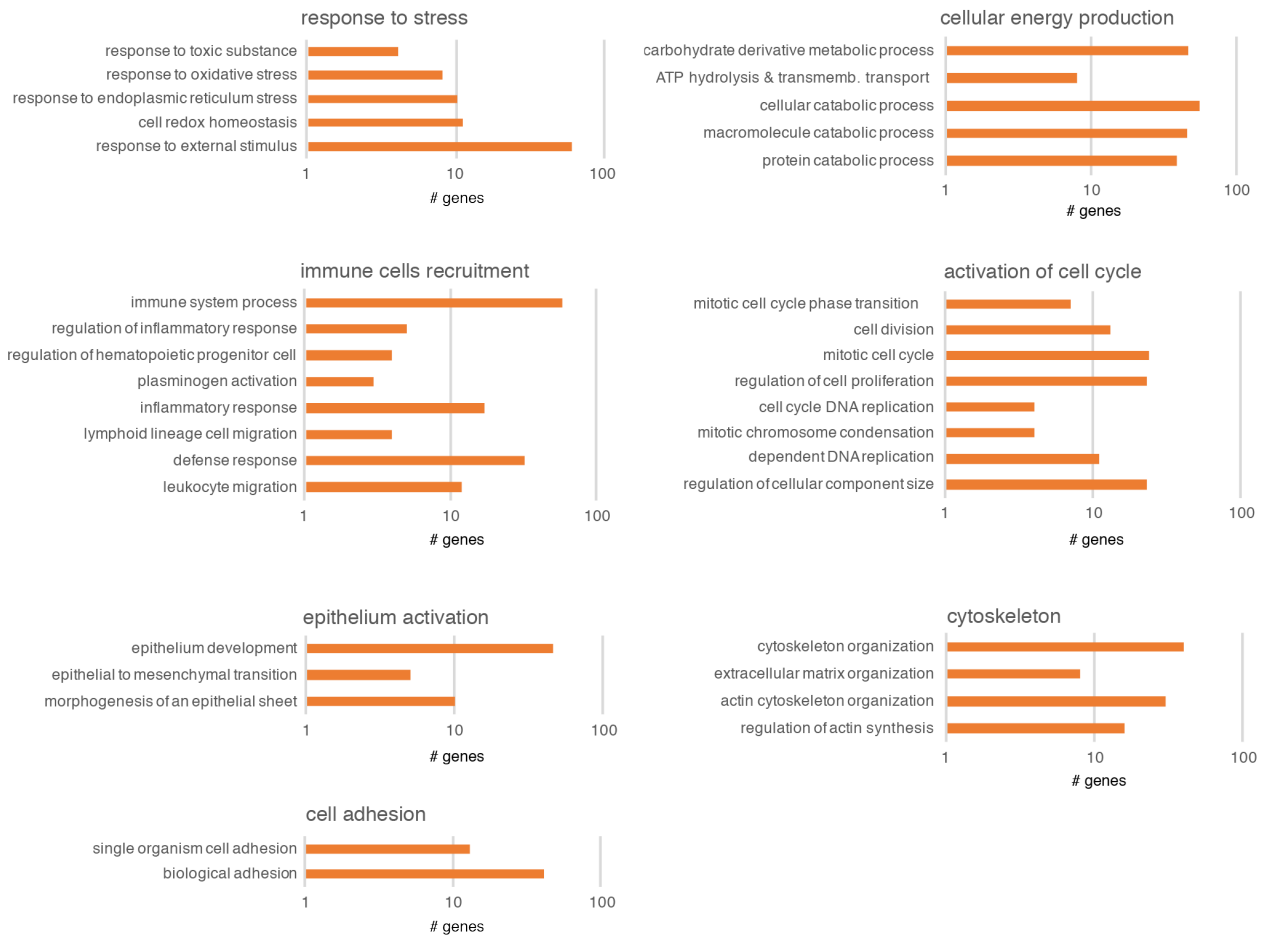 response to stress
response to toxic substance
response to oxidative stress
response to endoplasmic reticulum stress
cell redox homeostasis
response to external stimulus
1 10 100
# genes
cellular energy production
carbohydrate derivative metabolic process
ATP hydrolysis & transmemb. transport
cellular catabolic process
macromolecule catabolic process
protein catabolic process
1 10 100
# genes
immune cells recruitment
immune system process
regulation of inflammatory response
regulation of hematopoietic progenitor cell
plasminogen activation
inflammatory response
lymphoid lineage cell migration
defense response
leukocyte migration
1 10 100
# genes
activation of cell cycle
mitotic cell cycle phase transition
cell division
mitotic cell cycle
regulation of cell proliferation
cell cycle DNA replication
mitotic chromosome condensation
dependent DNA replication
regulation of cellular component size
1 10 100
# genes
epithelium activation
epithelium development
epithelial to mesenchymal transition
morphogenesis of an epithelial sheet
1 10 100
# genes
cytoskeleton
cytoskeleton organization
extracellular matrix organization
actin cytoskeleton organization
regulation of actin synthesis
1 10 100
# genes
cell adhesion
single organism cell adhesion
biological adhesion
1 10 100
# genes